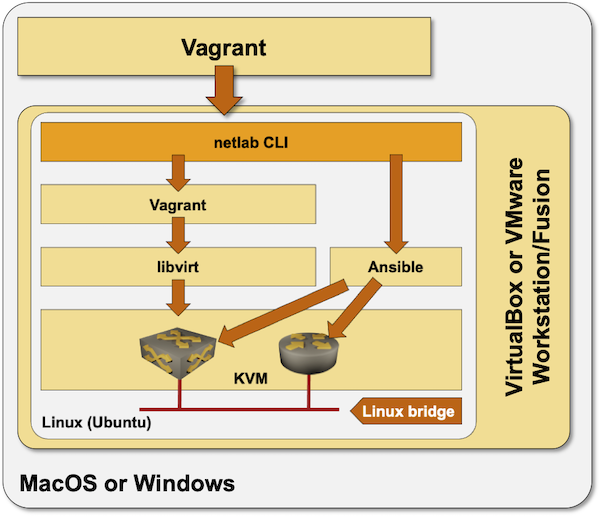 Vagrant
netlab CLI
Vagrant
libvirt
Ansible
KVM
Linux bridge
Linux (Ubuntu)
VirtualBox or VMware
Workstation/Fusion
MacOS or Windows